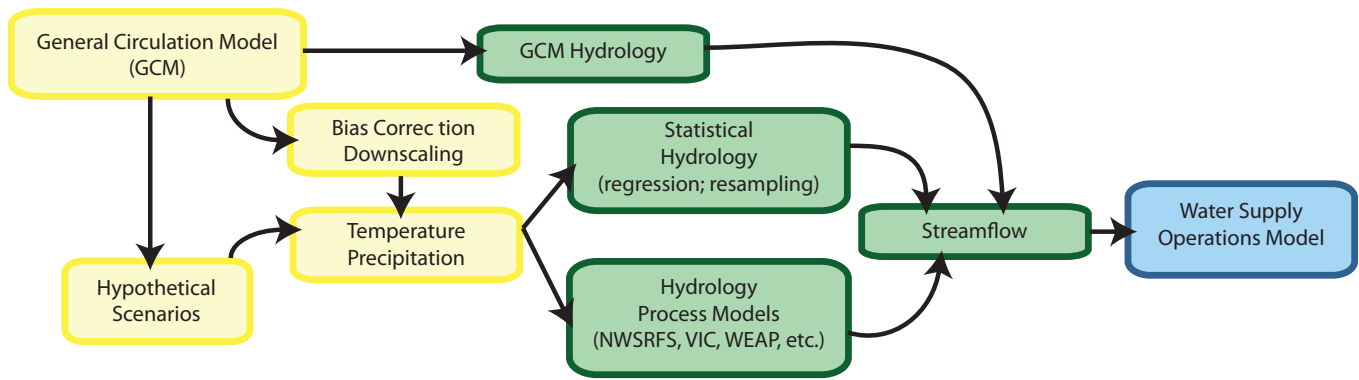 General Circulation Model
(GCM)
GCM Hydrology
Bias Correc tion
Downscaling
Statistical
Hydrology
(regression; resampling)
Temperature
Precipitation
Streamflow
Water Supply
Operations Model
Hypothetical
Scenarios
Hydrology
Process Models
(NWSRFS, VIC, WEAP, etc.)